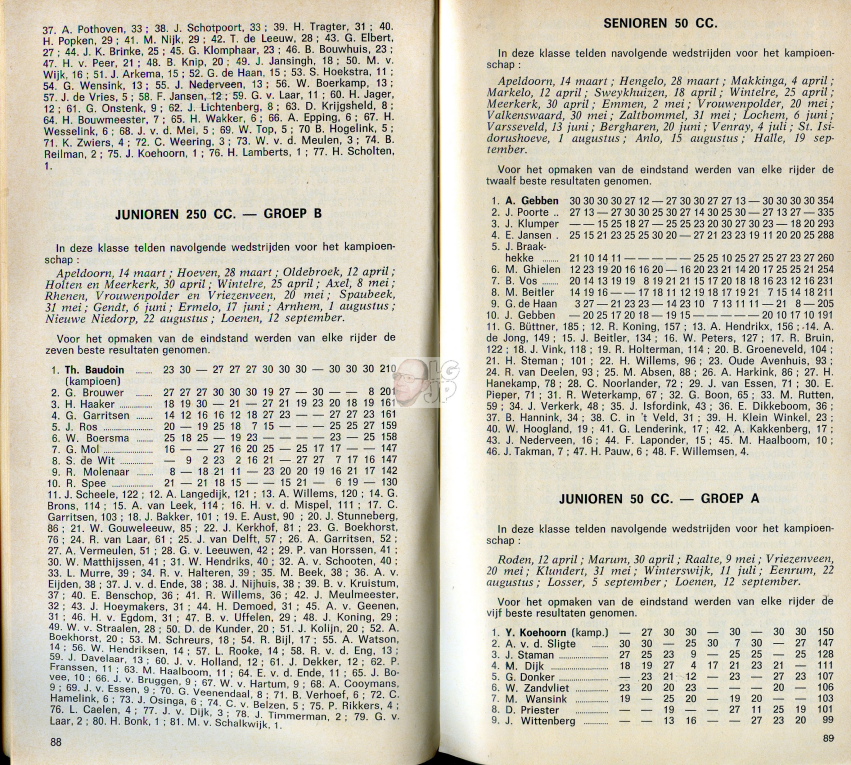 37. A. Pothoven, 33 ; 38. J. Schotpoort, 33 ; 39. H. Tragter, 31 ; 40.
H. Popken, 29 ; 41. M. Nijk, 29 ; 42. T. de Leeuw, 28 ; 43. G. Elbert,
27 ; 44. J. K. Brinke, 25 ; 45. G. Klomphaar, 23 ; 46. B. Bouwhuis, 23 ;
47. H. v. Peer, 21 ; 48. B. Knip, 20 ; 49. J. Jansingh, 18 ; 50. M. v.
Wijk, 16 ; 51. J. Arkema, 15 ; 52. G. de Haan, 15 ; 53. S. Hoekstra, 11 ;
54. G. Wensink, 13 ; 55. J. Nederveen, 13 ; 56. W. Boerkamp, 13 ;
57. J. de Vries, 5 ; 58. F. Jansen, 12 ; 59. G. v. Laar, 11 ; 60. H. Jager,
12 ; 61. G. Onstenk, 9 ; 62. J. Lichtenberg, 8 ; 63. D. Krijgsheld, 8 ;
64. H. Bouwmeester, 7 ; 65. H. Wakker, 6 ; 66. A. Epping, 6 ; 67. H.
Wesselink, 6 ; 68. J. v. d. Mei, 5 ; 69. W. Top, 5 ; 70 B. Hogelink, 5 ;
71. K. Zwiers, 4 ; 72. C. Weering, 3 ; 73. W. v. d. Meulen, 3 ; 74. B.
Reilman, 2 ; 75. J. Koehoorn, 1 ; 76. H. Lamberts, 1 ; 77. H. Scholten,
1.
JUNIOREN 250 CC. — GROEP B
In deze klasse telden navolgende wedstrijden voor het kampioen-
schap :
Apeldoorn, 14 maart ; Hoeven, 28 maart ; Oldebroek, 12 april ;
Holten en Meerkerk, 30 april ; Wintelre, 25 april ; Axel, 8 mei ;
Rhenen, Vrouwenpolder en Vriezenveen, 20 mei ; Spaubeek,
31 mei ; Gendt, 6 juni ; Ermelo, 17 juni ; Arnhem, 1 augustus ;
Nieuwe Niedorp, 22 augustus ; Loenen, 12 september.
Voor het opmaken van de eindstand werden van elke rijder de
zeven beste resultaten genomen.
1. Th. Baudoin ........ 23 30 — 27 27 27 30 30 30 — 30 30 30 210
(kampioen)
2. G. Brouwer ........ 27 27 27 30 30 30 19 27 — 30 — — 8 201
3. H. Haaker ........ 18 19 30 — 21 — 27 21 19 23 20 18 19 161
4. G. Garritsen ........ 14 12 16 16 12 18 27 23 — — 27 27 23 161
5. J. Ros ........ 20 — 19 25 18 7 15 — — — 25 25 27 159
6. W. Boersma ........ 25 18 25 — 19 23 — — — — 23 — 25 158
7. G. Mol ........ 16 — — 27 16 20 25 — 25 17 17 — — 147
8. S. de Wit ........ — 9 2 23 2 16 21 — 27 27 7 17 16 147
9. R. Molenaar ........ 8 — 18 21 11 — 23 20 20 19 16 21 17 142
10. R. Spee ........ 21 — 21 18 15 — — 15 21 — 6 19 — 130
11. J. Scheele, 122 ; 12. A. Langedijk, 121 ; 13. A. Willems, 120 ; 14. G.
Brons, 114 ; 15. A. van Leek, 114 ; 16. H. v. d. Mispel, 111 ; 17. C.
Garritsen, 103 ; 18. J. Bakker, 101 ; 19. E. Aust, 90 ; 20. J. Stunneberg,
86 ; 21. W. Gouweleeuw, 85 ; 22. J. Kerkhof, 81 ; 23. G. Boekhorst,
76 ; 24. R. van Laar, 61 ; 25. J. van Delft, 57 ; 26. A. Garritsen, 52 ;
27. A. Vermeulen, 51 ; 28. G. v. Leeuwen, 42 ; 29. P. van Horssen, 41 ;
30. W. Matthijssen, 41 ; 31. W. Hendriks, 40 ; 32. A. v. Schooten, 40 ;
33. L. Murre, 39 ; 34. R. v. Halteren, 39 ; 35. M. Beek, 38 ; 36. A. v.
Eijden, 38 ; 37. J. v. d. Ende, 38 ; 38. J. Nijhuis, 38 ; 39. B. v. Kruistum,
37 ; 40. E. Benschop, 36 ; 41. R. Willems, 36 ; 42. J. Meulmeester,
32 ; 43. J. Hoeymakers, 31 ; 44. H. Demoed, 31 ; 45. A. v. Geenen,
31 ; 46. H. v. Egdom, 31 ; 47. B. v. Uffelen, 29 ; 48. J. Koning, 29 ;
49. W. v. Straalen, 28 ; 50. D. de Kunder, 20 ; 51. J. Kolijn, 20 ; 52. A.
Boekhorst, 20 ; 53. M. Schreurs, 18 ; 54. R. Bijl, 17 ; 55. A. Watson,
14 ; 56. W. Hendriksen, 14 ; 57. L. Rooke, 14 ; 58. R. v. d. Eng, 13 ;
59. J. Davelaar, 13 ; 60. J. v. Holland, 12 ; 61. J. Dekker, 12 ; 62. P.
Franssen, 11 ; 63. M. Haalboom, 11 ; 64. E. v. d. Ende, 11 ; 65. J. Bo-
vee, 10 ; 66. J. v. Bruggen, 9 ; 67. W. v. Hartum, 9 ; 68. A. Cooymans,
9 ; 69. J. v. Essen, 9 ; 70. G. Veenendaal, 8 ; 71. B. Verhoef, 6 ; 72. C.
Hamelink, 6 ; 73. J. Osinga, 6 ; 74. C. v. Belzen, 5 ; 75. P. Rikkers, 4 ;
76. L. Caelen, 4 ; 77. J. v. Dijk, 3 ; 78. J. Timmerman, 2 ; 79. G. v.
Laar, 2 ; 80. H. Bonk, 1 ; 81. M. v. Schalkwijk, 1.
88
SENIOREN 50 CC.
In deze klasse telden navolgende wedstrijden voor het kampioen-
schap :
Apeldoorn, 14 maart ; Hengelo, 28 maart ; Makkinga, 4 april ;
Markelo, 12 april ; Sweykhuizen, 18 april ; Wintelre, 25 april ;
Meerkerk, 30 april ; Emmen, 2 mei ; Vrouwenpolder, 20 mei ;
Valkenswaard, 30 mei ; Zaltbommel, 31 mei ; Lochem, 6 juni ;
Varsseveld, 13 juni ; Bergharen, 20 juni ; Venray, 4 juli ; St. Isi-
dorushoeve, 1 augustus ; Anlo, 15 augustus ; Halle, 19 sep-
tember.
Voor het opmaken van de eindstand werden van elke rijder de
twaalf beste resultaten genomen.
1. A. Gebben 30 30 30 30 27 12 — 27 30 30 27 27 13 — 30 30 30 30 354
2. J. Poorte .. 27 13 — 27 30 30 25 30 27 14 30 25 30 — 27 13 27 — 335
3. J. Klumper — — 15 25 18 27 — 25 25 23 20 30 27 30 23 — 18 20 293
4. E. Jansen . 25 15 21 23 25 25 30 20 — 27 21 23 23 19 11 20 20 25 288
5. J. Braak-
hekke ...... 21 10 14 11 — — — — — 25 25 10 25 27 25 27 23 27 260
6. M. Ghielen 12 23 19 20 16 16 20 — 16 20 23 21 14 20 17 25 25 21 254
7. B. Vos ...... 20 14 13 19 19 8 19 21 21 15 17 20 18 18 16 23 12 16 231
8. M. Beitler 14 19 16 — — 17 18 11 12 19 18 17 19 21 7 15 14 18 211
9. G. de Haan 3 27 — 21 23 23 — 14 23 10 7 13 11 11 — 21 8 — 205
10. J. Gebben — 20 25 17 20 18 — 19 15 — — — — — 20 10 17 10 191
11. G. Büttner, 185 ; 12. R. Koning, 157 ; 13. A. Hendrikx, 156 ; 14. A.
de Jong, 149 ; 15. J. Beitler, 134 ; 16. W. Peters, 127 ; 17. R. Bruin,
122 ; 18. J. Vink, 118 ; 19. R. Holterman, 114 ; 20. B. Groeneveld, 104 ;
21. H. Steman ; 101 ; 22. H. Willems, 96 ; 23. Oude Avenhuis, 93 ;
24. R. van Deelen, 93 ; 25. M. Absen, 88 ; 26. A. Harkink, 86 ; 27. H.
Hanekamp, 78 ; 28. C. Noorlander, 72 ; 29. J. van Essen, 71 ; 30. E.
Pieper, 71 ; 31. R. Weterkamp, 67 ; 32. G. Boon, 65 ; 33. M. Rutten,
59 ; 34. J. Verkerk, 48 ; 35. J. Isfordink, 43 ; 36. E. Dikkeboom, 36 ;
37. B. Hannink, 34 ; 38. C. in 't Veld, 31 ; 39. H. Klein Winkel, 23 ;
40. W. Hoogland, 19 ; 41. G. Lenderink, 17 ; 42. A. Kakkenberg, 17 ;
43. J. Nederveen, 16 ; 44. F. Laponder, 15 ; 45. M. Haalboom, 10 ;
46. J. Takman, 7 ; 47. H. Pauw, 6 ; 48. F. Willemsen, 4.
JUNIOREN 50 CC. — GROEP A
In deze klasse telden navolgende wedstrijden voor het kampioen-
schap :
Roden, 12 april ; Marum, 30 april ; Raalte, 9 mei ; Vriezenveen,
20 mei ; Klundert, 31 mei ; Winterswijk, 11 juli ; Eenrum, 22
augustus ; Losser, 5 september ; Loenen, 12 september.
Voor het opmaken van de eindstand werden van elke rijder de
vijf beste resultaten genomen.
1. Y. Koehoorn (kamp.) — 27 30 30 — 30 — 30 30 150
2. A. v. d. Sligte ...... 30 30 — 25 30 7 30 — 27 147
3. J. Staman ........ 27 25 23 9 — 25 25 — 25 128
4. M. Dijk ........ 18 19 27 4 17 21 23 21 — 111
5. G. Donker ........ — 23 21 12 — 23 — 27 23 107
6. W. Zandvliet ........ 23 20 20 23 — — — 20 — 106
7. M. Wansink ........ 19 — 25 20 — 19 20 — — 103
8. D. Priester ........ — — 19 — — 27 11 25 19 101
9. J. Wittenberg ........ — — 13 16 — — 27 23 20 99
89